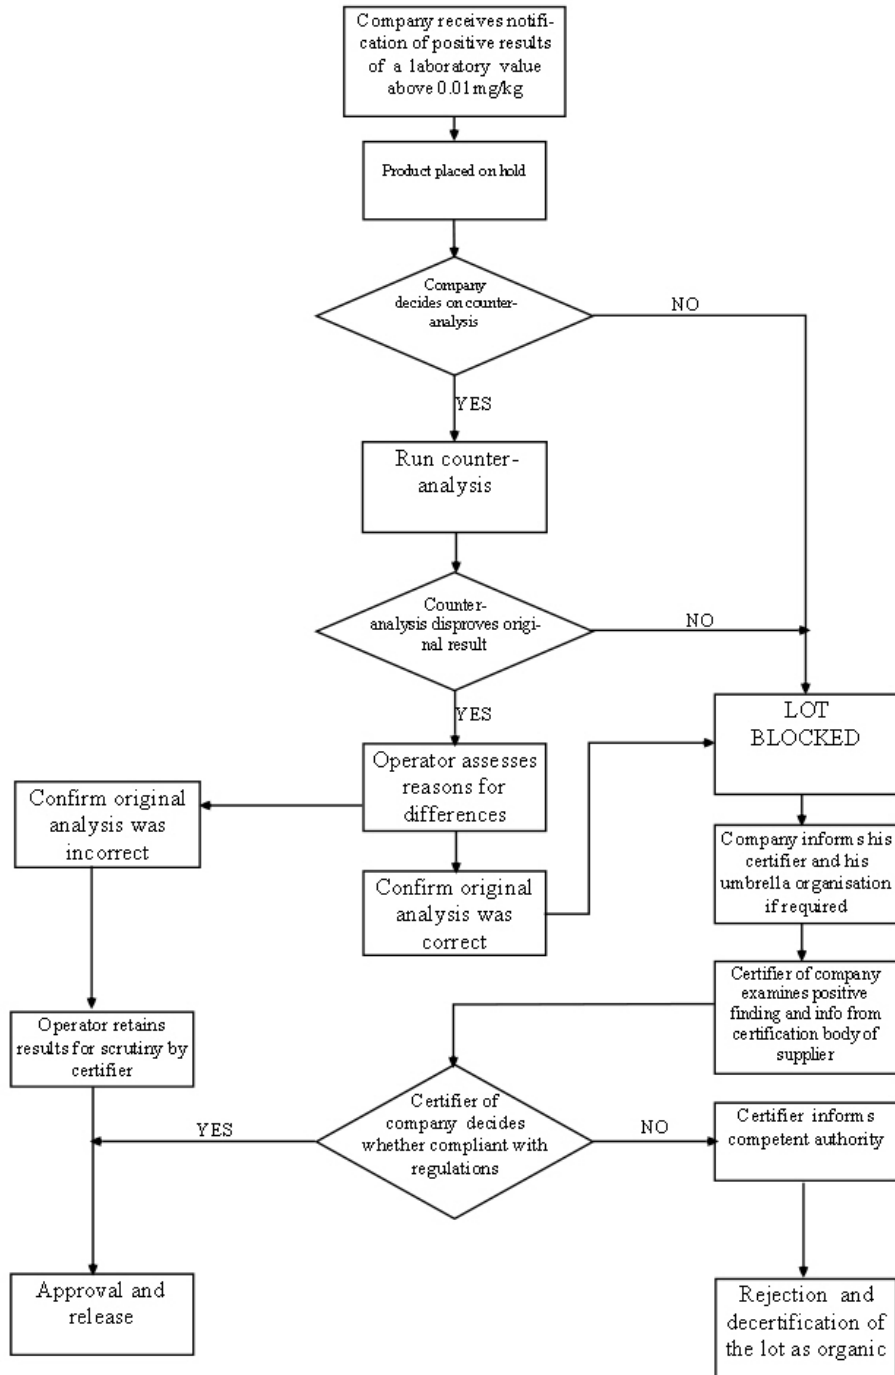 Company receives notifi-
cation of positive results
of a laboratory value
above 0.01 mg/kg
Product placed on hold
Company
decides on counter-
analysis
NO
YES
Run counter-
analysis
Counter-
analysis disproves origi-
nal result
NO
YES
LOT
BLOCKED
Operator assesses
reasons for
differences
Confirm original
analysis was
incorrect
Confirm original
analysis was
correct
Company informs his
certifier and his
umbrella organisation
if required
Certifier of company
examines positive
finding and info from
certification body of
supplier
Operator retains
results for scrutiny by
certifier
Certifier of
company decides
whether compliant with
regulations
YES
NO
Certifier informs
competent authority
Approval and
release
Rejection and
decertification of
the lot as organic